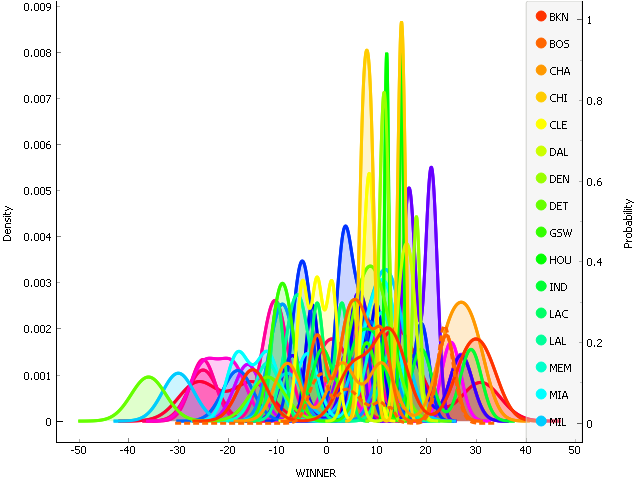 0.009
0.008
0.007
0.006
0.005
0.004
0.003
0.002
0.001
0
Density
-50 -40 -30 -20 -10 0 10 20 30 40 50
WINNER
1
0.8
0.6
0.4
0.2
0
Probability
BKN
BOS
CHA
CHI
CLE
DAL
DEN
DET
GSW
HOU
IND
LAC
LAL
MEM
MIA
MIL